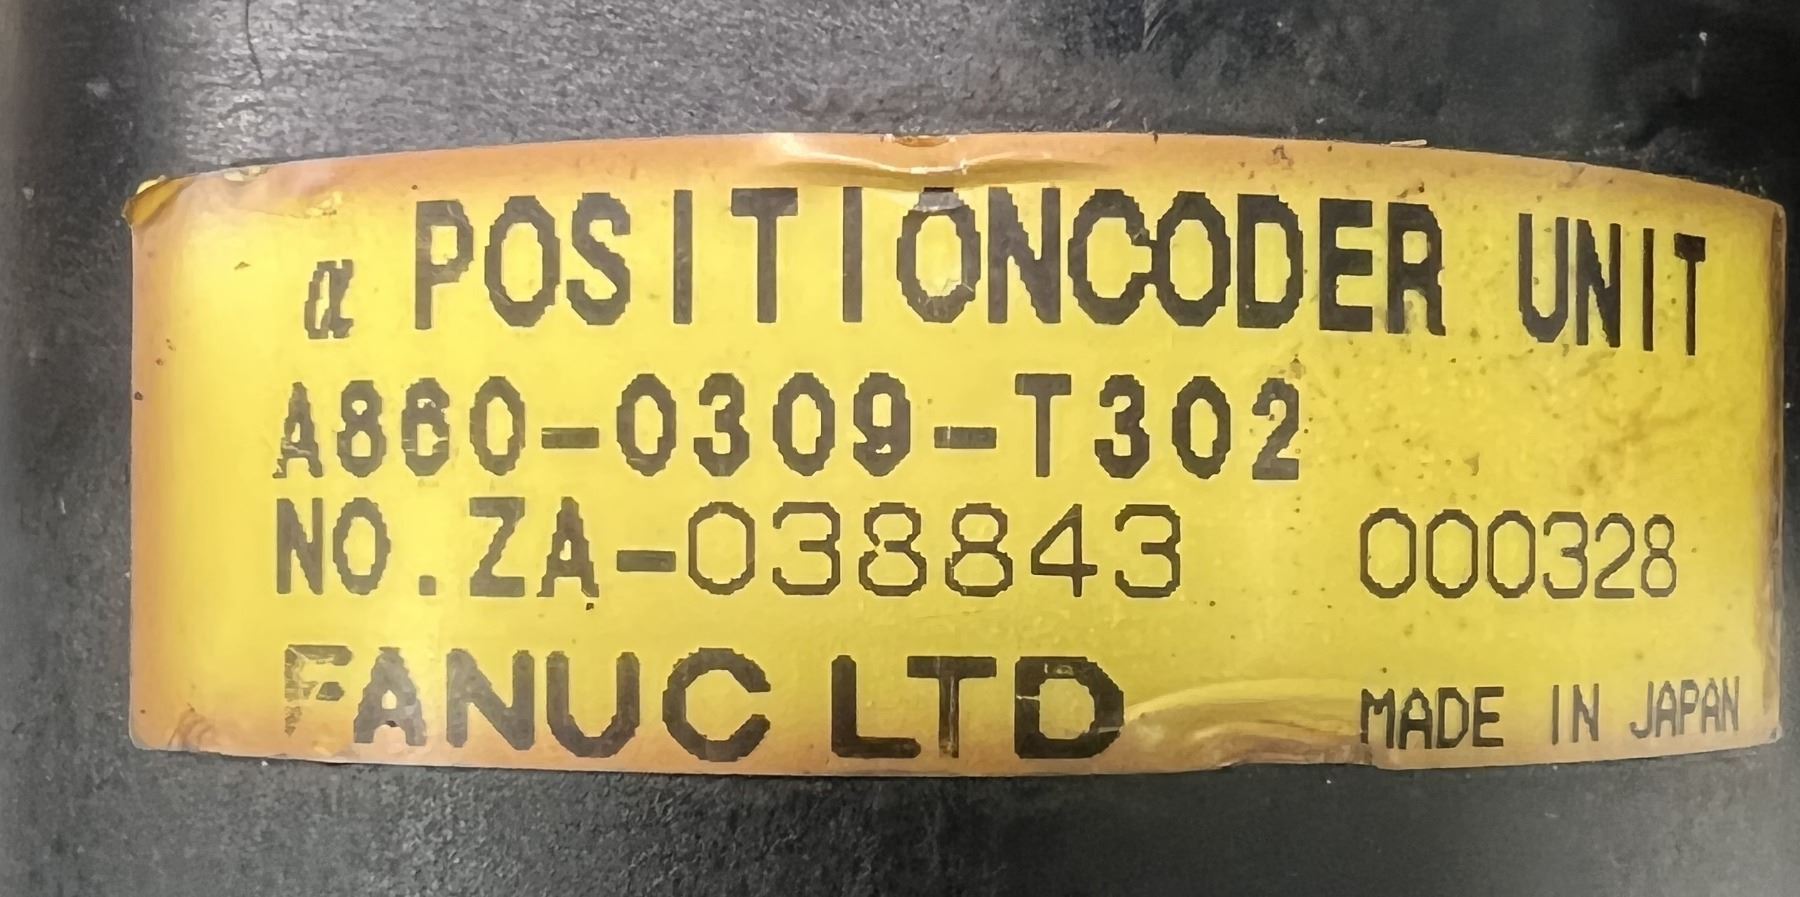 α POSITIONCODER UNIT
A860-0309-T302
NO.ZA-038843 000328
FANUC LTD MADE IN JAPAN